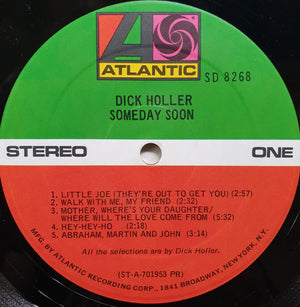 ATLANTIC
SD 8268
DICK HOLLER
SOMEDAY SOON
STEREO
ONE
1. LITTLE JOE (THEY'RE OUT TO GET YOU) (2:57)
2. WALK WITH ME, MY FRIEND (2:32)
3. MOTHER, WHERE'S YOUR DAUGHTER/
WHERE WILL THE LOVE COME FROM (5:32)
4. HEY-HEY-HO (2:18)
5. ABRAHAM, MARTIN AND JOHN (3:14)
All the selections are by Dick Holler.
(ST-A-701953 PR)
MFG. BY ATLANTIC RECORDING CORP., 1841 BROADWAY, NEW YORK, N.Y.